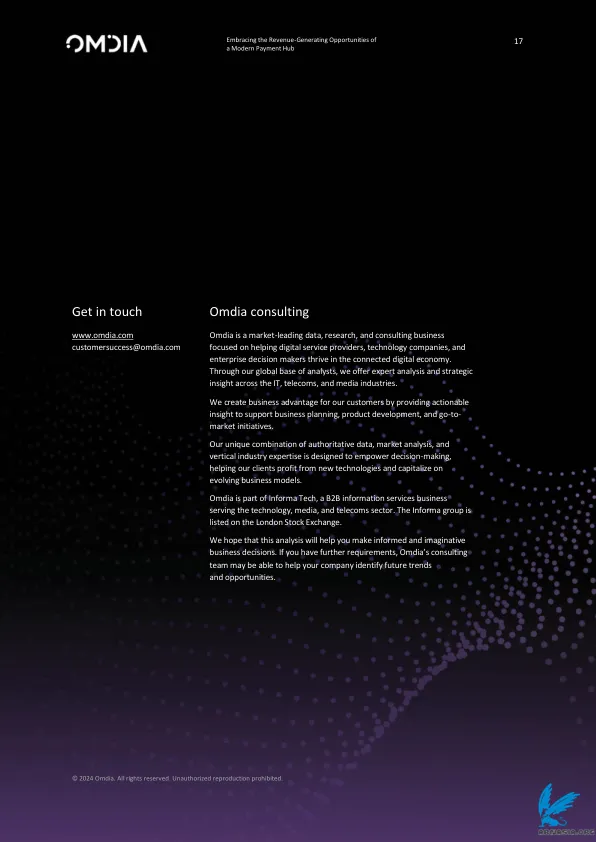 OMDIA
Embracing the Revenue-Generating Opportunities of
a Modern Payment Hub
17
Get in touch
www.omdia.com
customersuccess@omdia.com
Omdia consulting
Omdia is a market-leading data, research, and consulting business
focused on helping digital service providers, technology companies, and
enterprise decision makers thrive in the connected digital economy.
Through our global base of analysts, we offer expert analysis and strategic
insight across the IT, telecoms, and media industries.
We create business advantage for our customers by providing actionable
insight to support business planning, product development, and go-to-
market initiatives.
Our unique combination of authoritative data, market analysis, and
vertical industry expertise is designed to empower decision-making,
helping our clients profit from new technologies and capitalize on
evolving business models.
Omdia is part of Informa Tech, a B2B information services business
serving the technology, media, and telecoms sector. The Informa group is
listed on the London Stock Exchange.
We hope that this analysis will help you make informed and imaginative
business decisions. If you have further requirements, Omdia's consulting
team may be able to help your company identify future trends
and opportunities.
© 2024 Omdia. All rights reserved. Unauthorized reproduction prohibited.